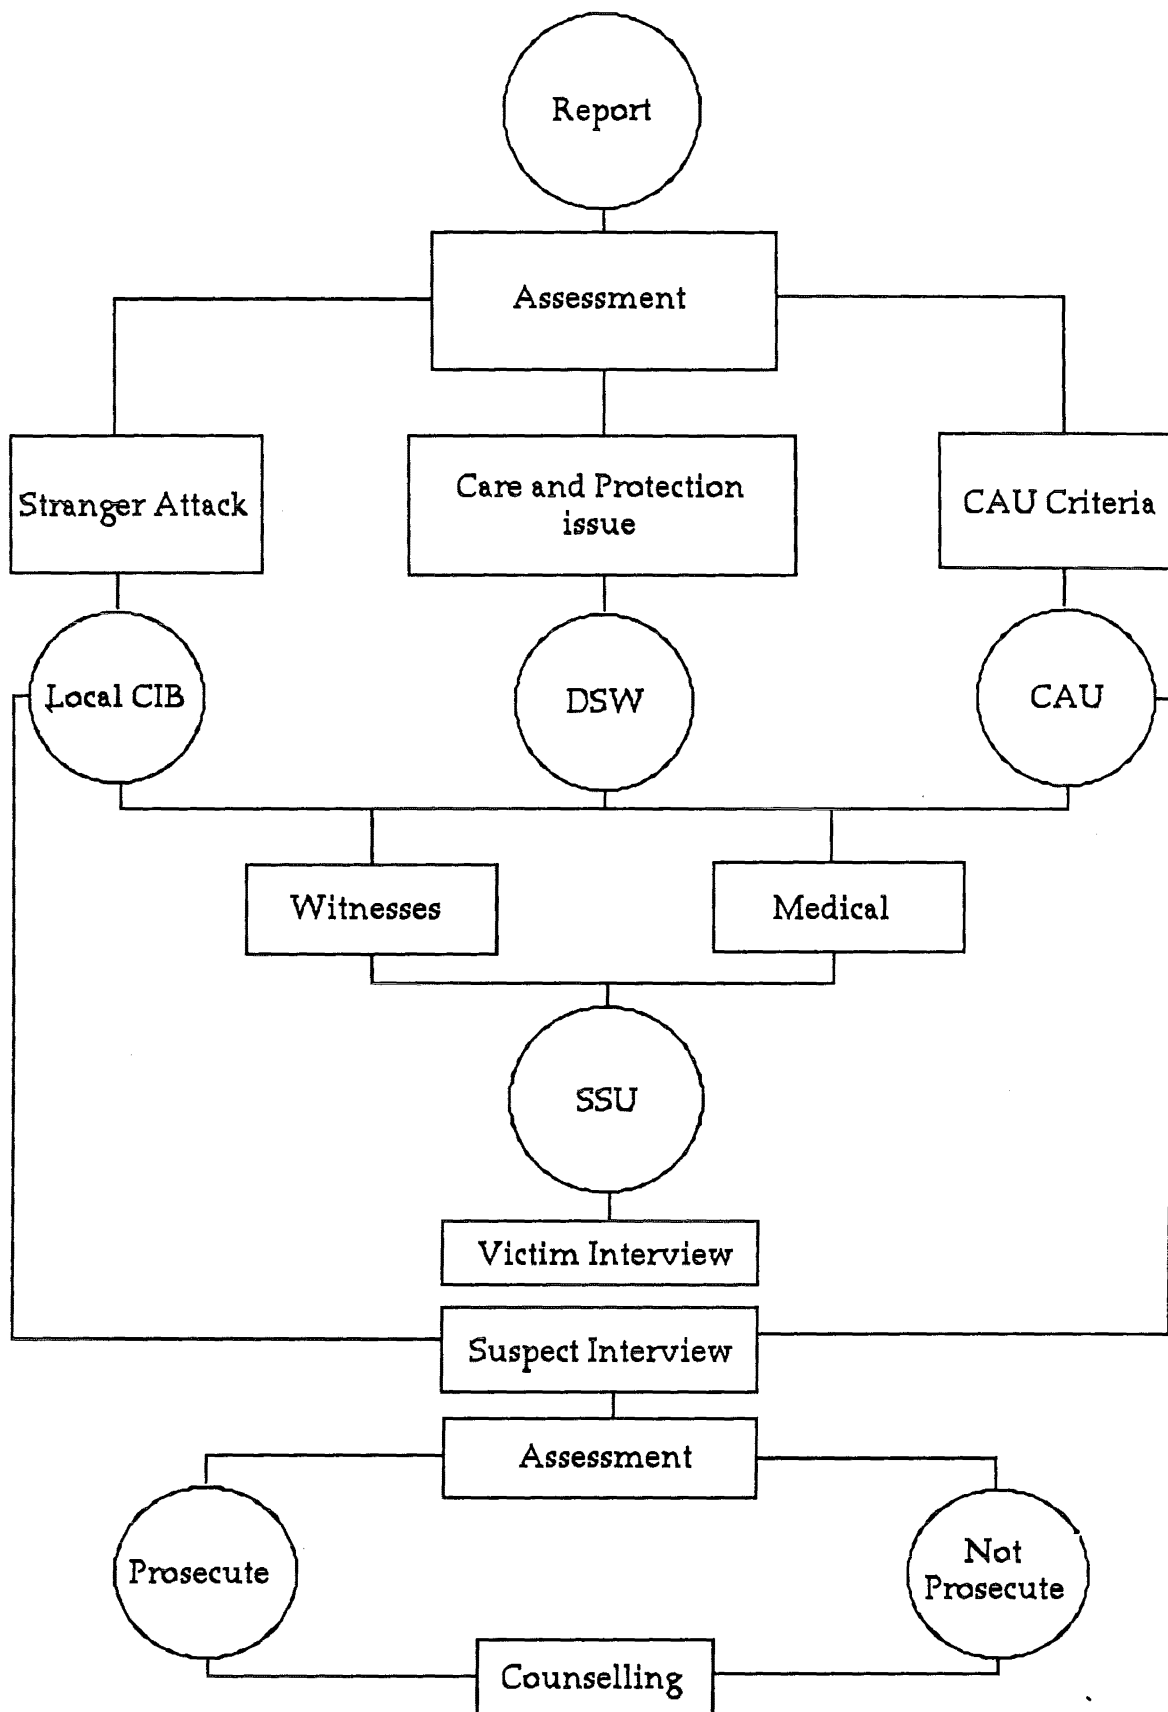 Report
Assessment
Stranger Attack
Care and Protection
issue
CAU Criteria
Local CIB
DSW
CAU
Witnesses
Medical
SSU
Victim Interview
Suspect Interview
Assessment
Prosecute
Not
Prosecute
Counselling